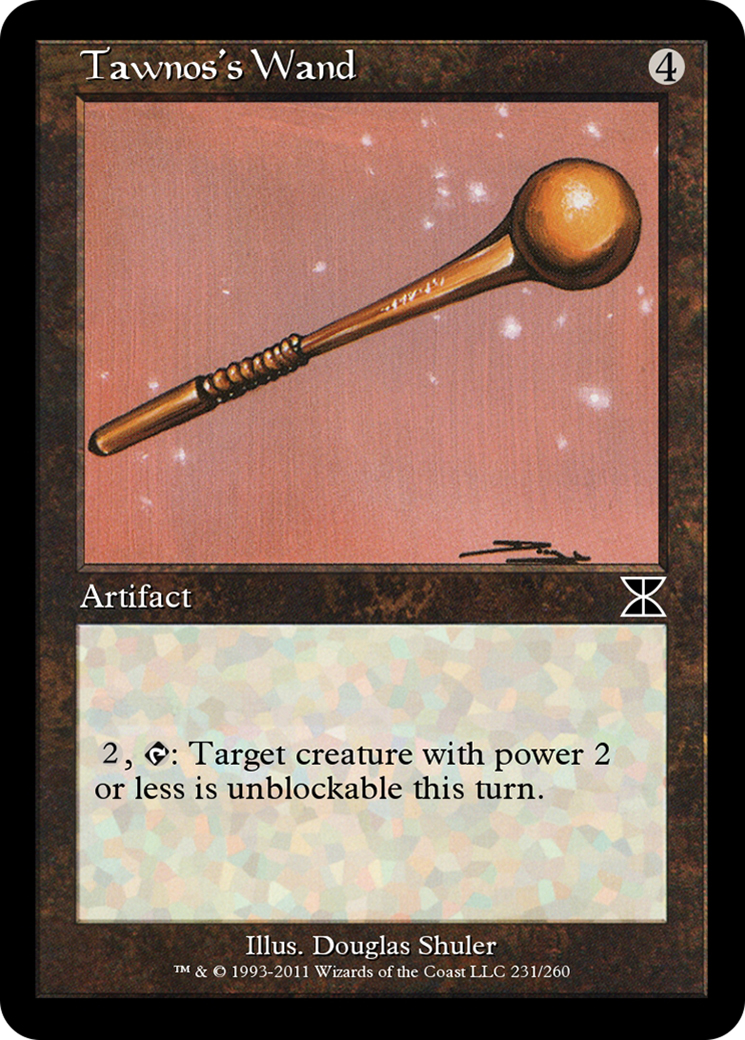 Tawnos's Wand 4
Artifact
2, : Target creature with power 2
or less is unblockable this turn.
Illus. Douglas Shuler
™ & © 1993-2011 Wizards of the Coast LLC 231/260